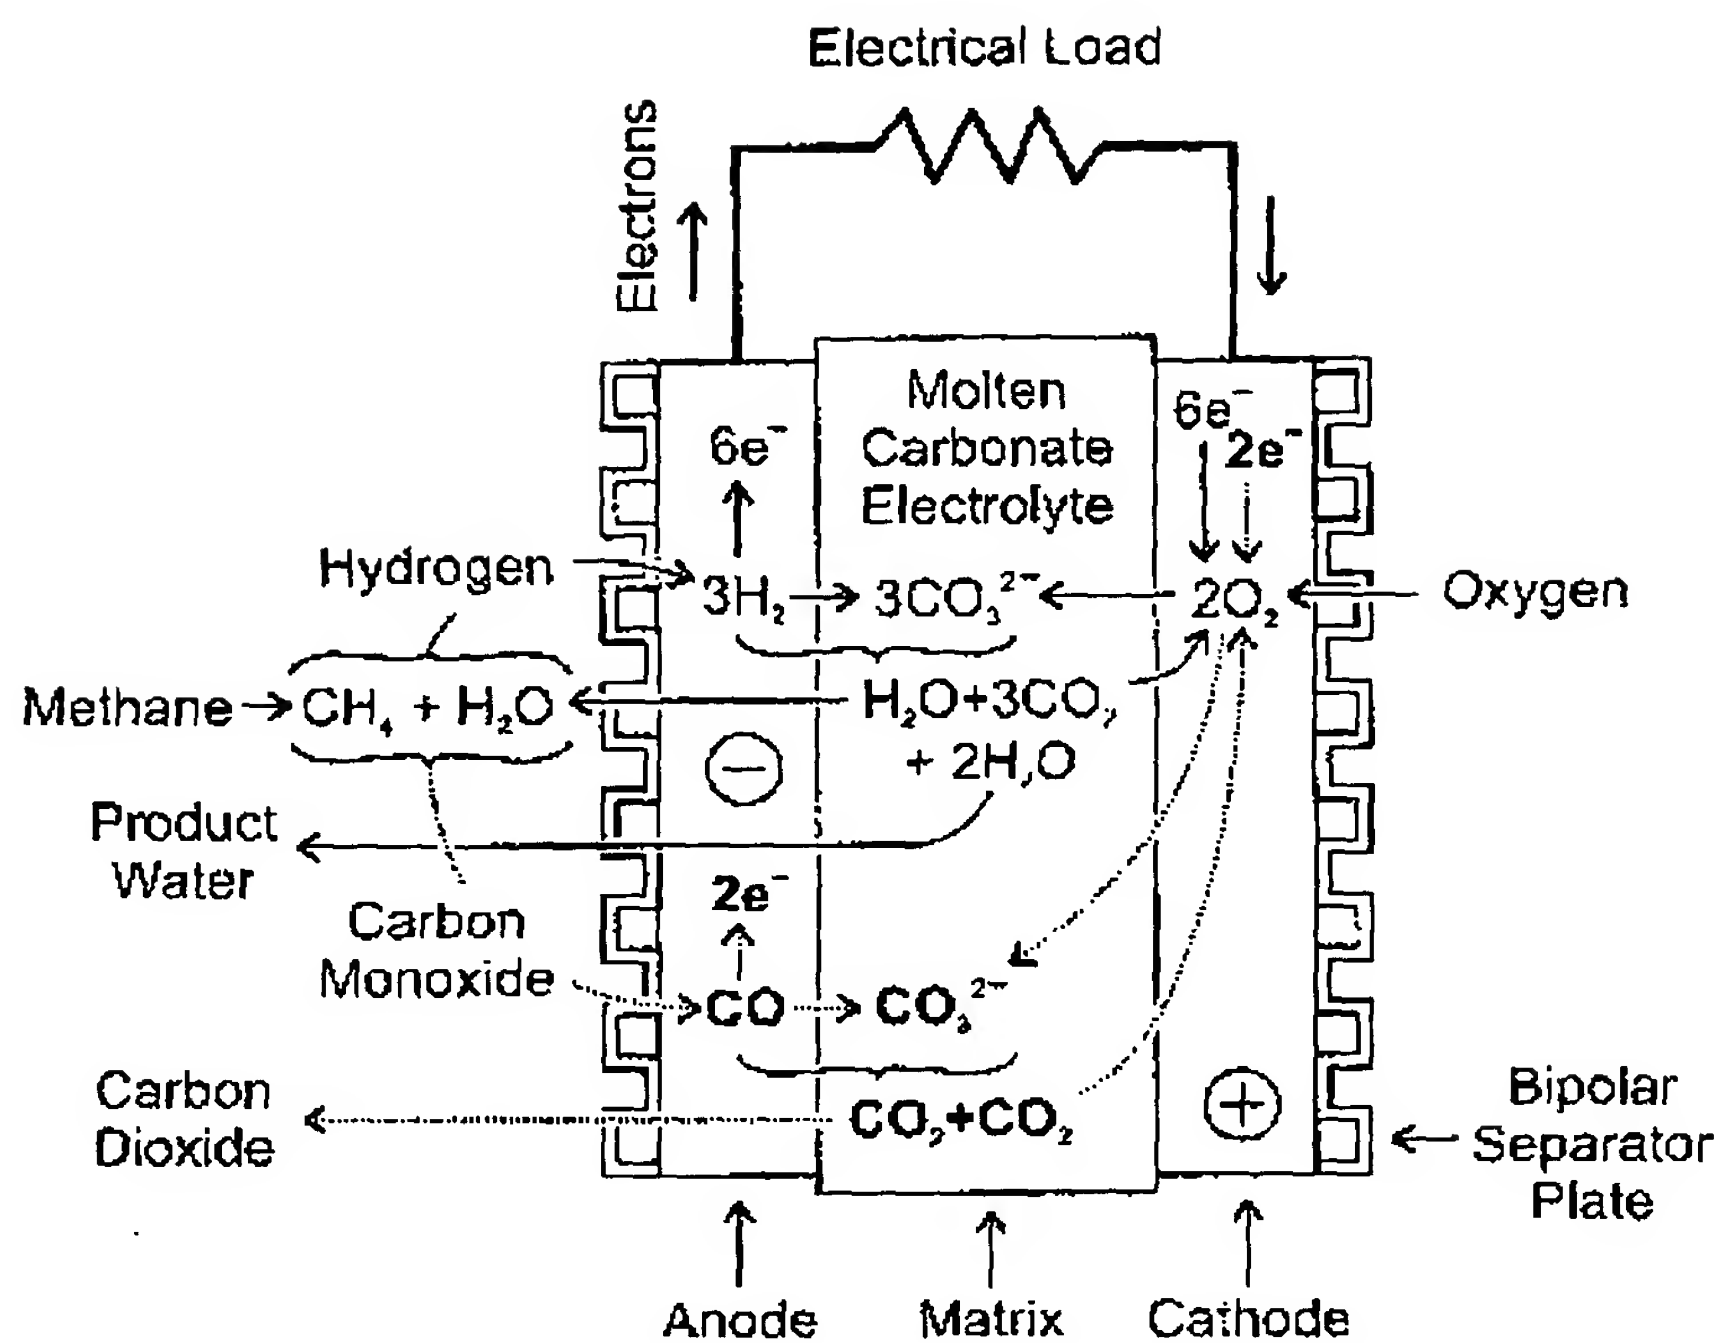 Electrical Load
Electrons
Molten
Carbonate
Electrolyte
6e⁻
6e⁻
2e⁻
Hydrogen
3H₂
3CO₃²⁻
2O₂
Oxygen
Methane
CH₄ + H₂O
H₂O+3CO₂
+ 2H₂O
−
Product
Water
2e⁻
Carbon
Monoxide
CO
CO₃²⁻
Carbon
Dioxide
CO₂+CO₂
+
Bipolar
Separator
Plate
Anode
Matrix
Cathode